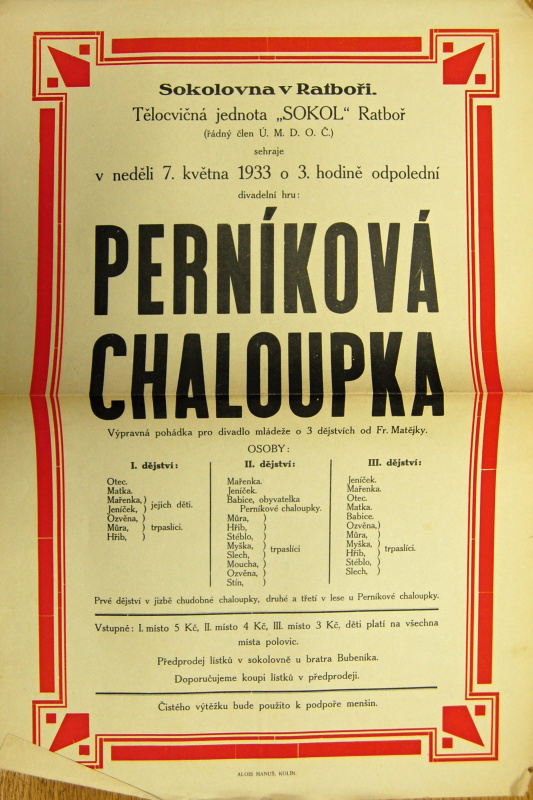 Sokolovna v Ratboři.
Tělocvičná jednota „SOKOL" Ratboř
(řádný člen Ú. M. D. O. Č.)
sehraje
v neděli 7. května 1933 o 3. hodině odpolední
divadelní hru:
PERNÍKOVÁ
CHALOUPKA
Výpravná pohádka pro divadlo mládeže o 3 dějstvích od Fr. Matějky.
OSOBY:
I. dějství:
Otec.
Matka.
Mařenka,)
Jeníček, ) jejich děti.
Ozvěna, )
Můra, ) trpaslíci.
Hřib, )
II. dějství:
Mařenka.
Jeníček.
Babice, obyvatelka
Perníkové chaloupky.
Můra, )
Hřib, )
Stéblo, )
Myška, ) trpaslíci
Slech, )
Moucha, )
Ozvěna, )
Stín, )
III. dějství:
Jeníček.
Mařenka.
Otec.
Matka.
Babice.
Ozvěna,)
Můra, )
Myška, )
Hřib, ) trpaslíci.
Stéblo, )
Slech, )
Prvé dějství v jizbě chudobné chaloupky, druhé a třetí v lese u Perníkové chaloupky.
Vstupné: I. místo 5 Kč, II. místo 4 Kč, III. místo 3 Kč, děti platí na všechna
místa polovic.
Předprodej lístků v sokolovně u bratra Bubeníka.
Doporučujeme koupi lístků v předprodeji.
Čistého výtěžku bude použito k podpoře menšin.
ALOIS HANUŠ, KOLÍN.